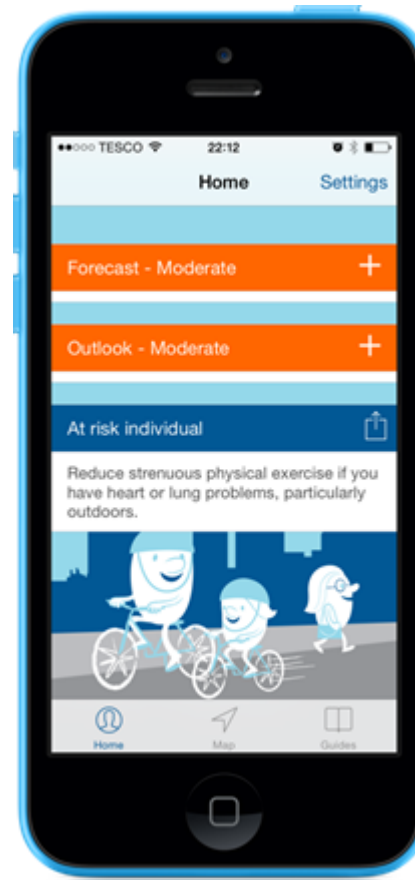 TESCO 22:12
Home Settings
Forecast - Moderate +
Outlook - Moderate +
At risk individual
Reduce strenuous physical exercise if you
have heart or lung problems, particularly
outdoors.
Home Map Guides